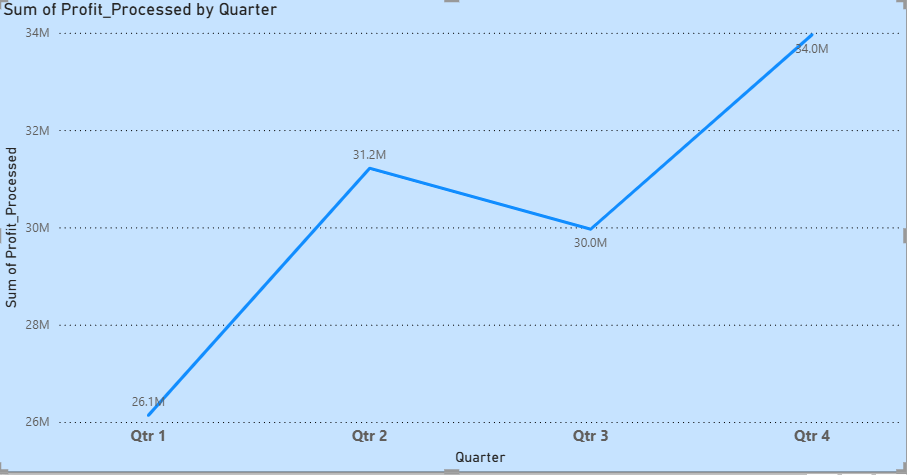 Sum of Profit_Processed by Quarter
34M
32M
30M
28M
26M
Sum of Profit_Processed
26.1M
31.2M
30.0M
34.0M
Qtr 1 Qtr 2 Qtr 3 Qtr 4
Quarter